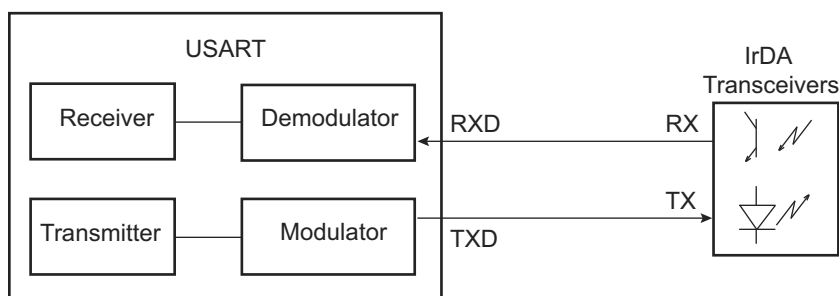 USART
IrDA
Transceivers
Receiver
Demodulator
RXD
RX
Transmitter
Modulator
TXD
TX